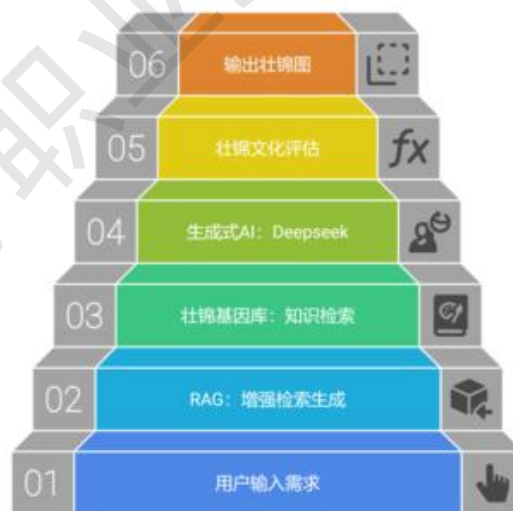 06 输出壮锦图
05 壮锦文化评估 fx
04 生成式AI：Deepseek
03 壮锦基因库：知识检索
02 RAG：增强检索生成
01 用户输入需求
职业